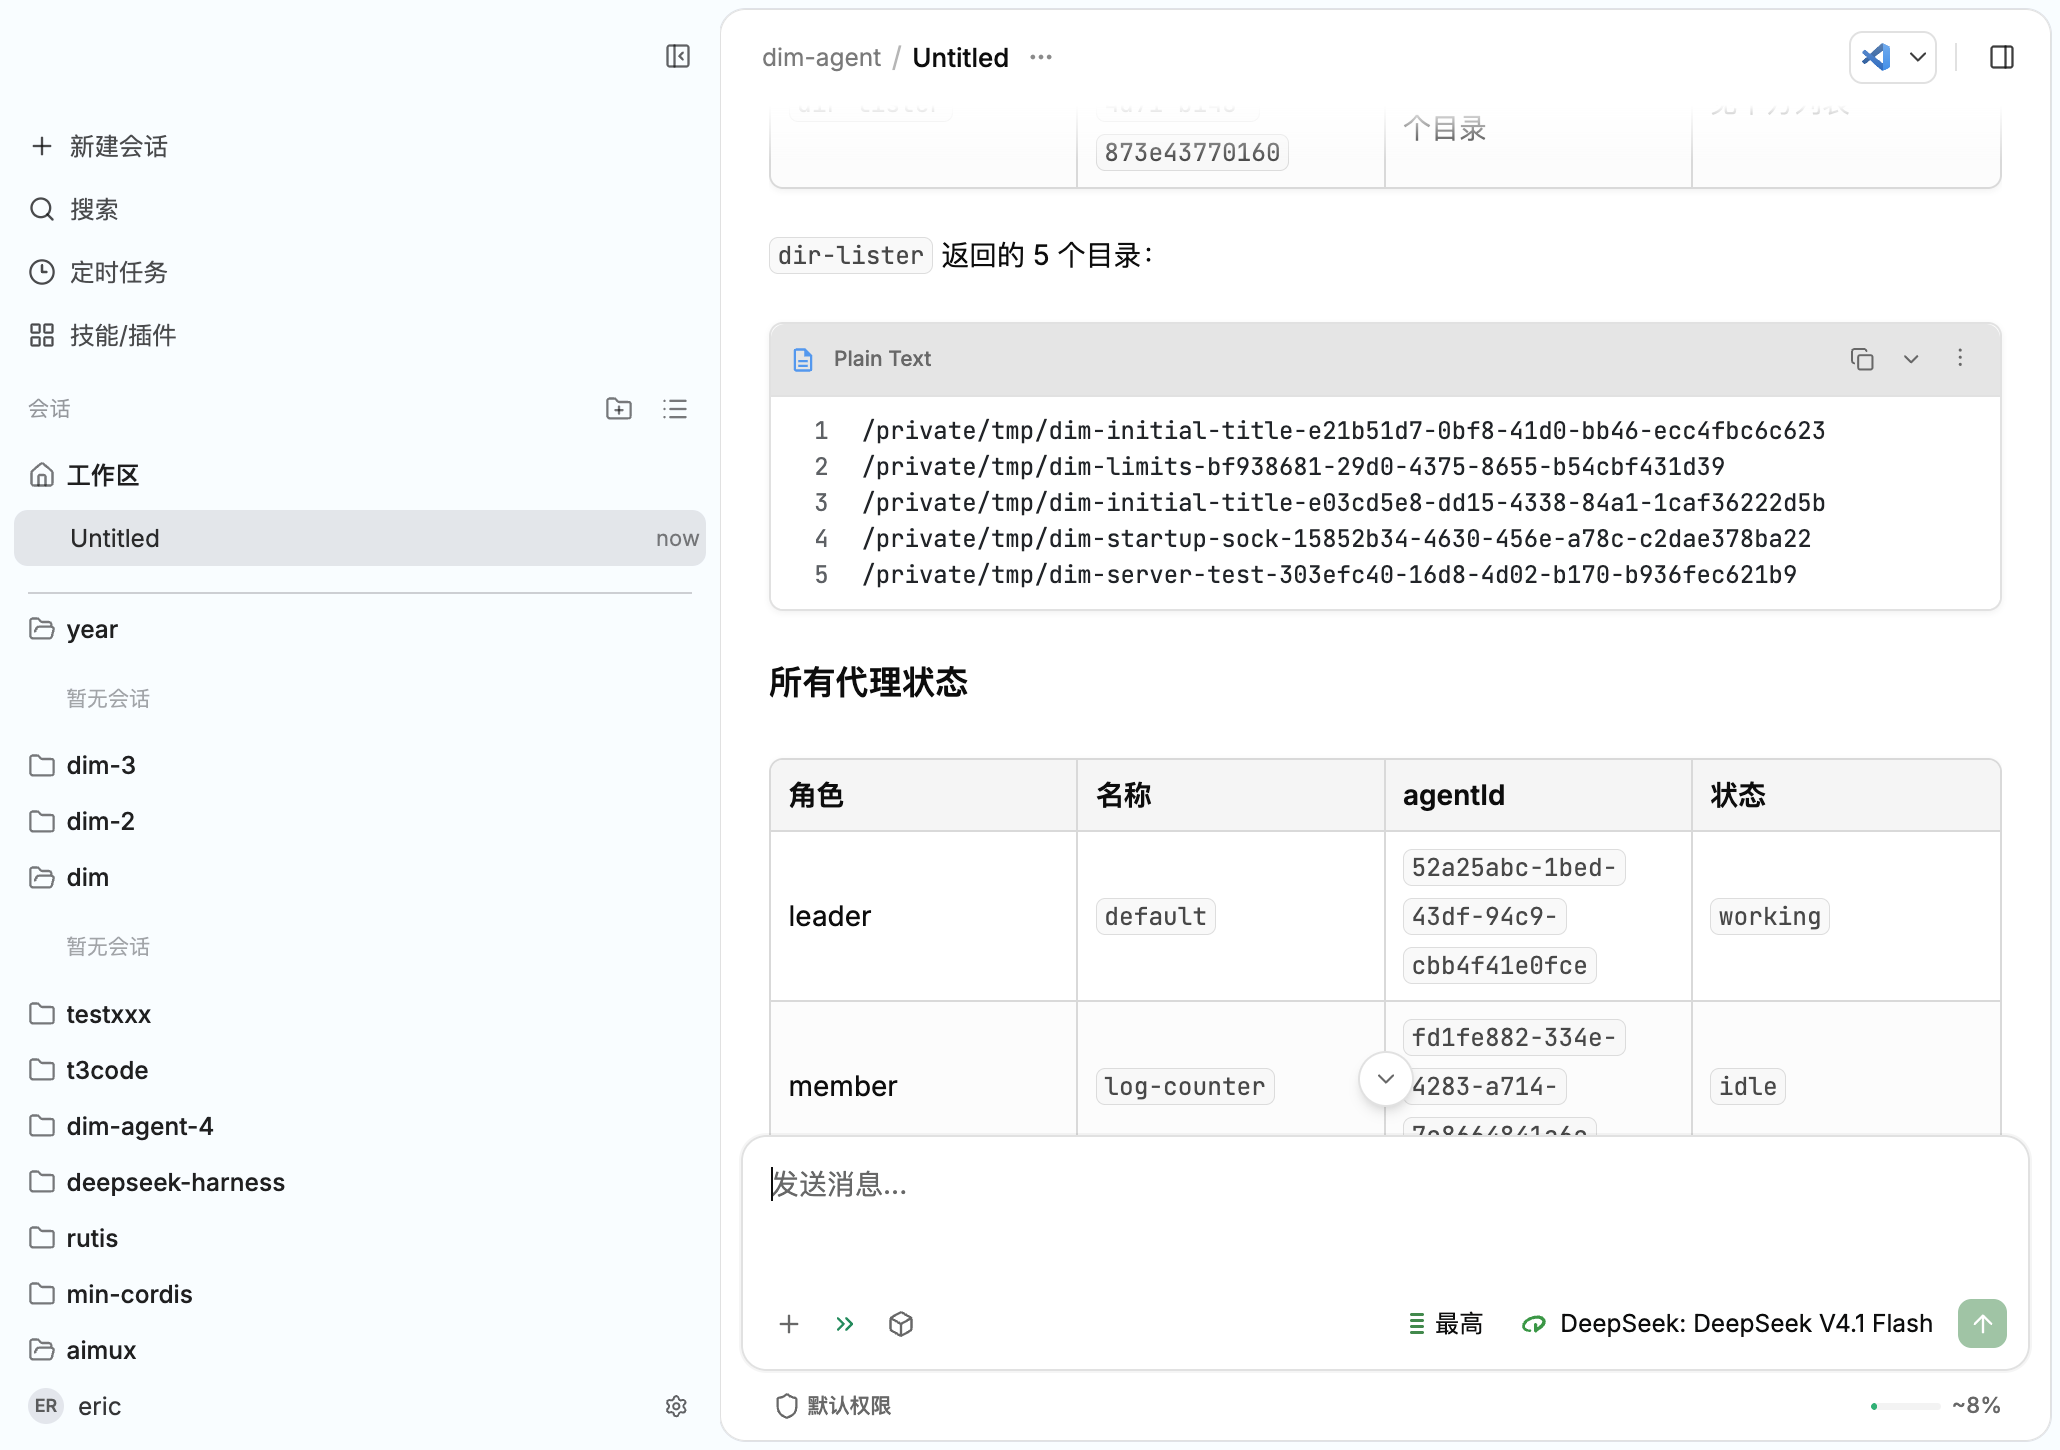 新建会话
搜索
定时任务
技能/插件
会话
工作区
Untitled now
year
暂无会话
dim-3
dim-2
dim
暂无会话
testxxx
t3code
dim-agent-4
deepseek-harness
rutis
min-cordis
aimux
ER eric
dim-agent / Untitled ···
dir-lister
873e43770160
个目录
dir-lister 返回的 5 个目录：
Plain Text
1 /private/tmp/dim-initial-title-e21b51d7-0bf8-41d0-bb46-ecc4fbc6c623
2 /private/tmp/dim-limits-bf938681-29d0-4375-8655-b54cbf431d39
3 /private/tmp/dim-initial-title-e03cd5e8-dd15-4338-84a1-1caf36222d5b
4 /private/tmp/dim-startup-sock-15852b34-4630-456e-a78c-c2dae378ba22
5 /private/tmp/dim-server-test-303efc40-16d8-4d02-b170-b936fec621b9
所有代理状态
角色 名称 agentId 状态
leader default 52a25abc-1bed-43df-94c9-cbb4f41e0fce working
member log-counter fd1fe882-334e-4283-a714- idle
发送消息...
最高 DeepSeek: DeepSeek V4.1 Flash
默认权限 ~8%